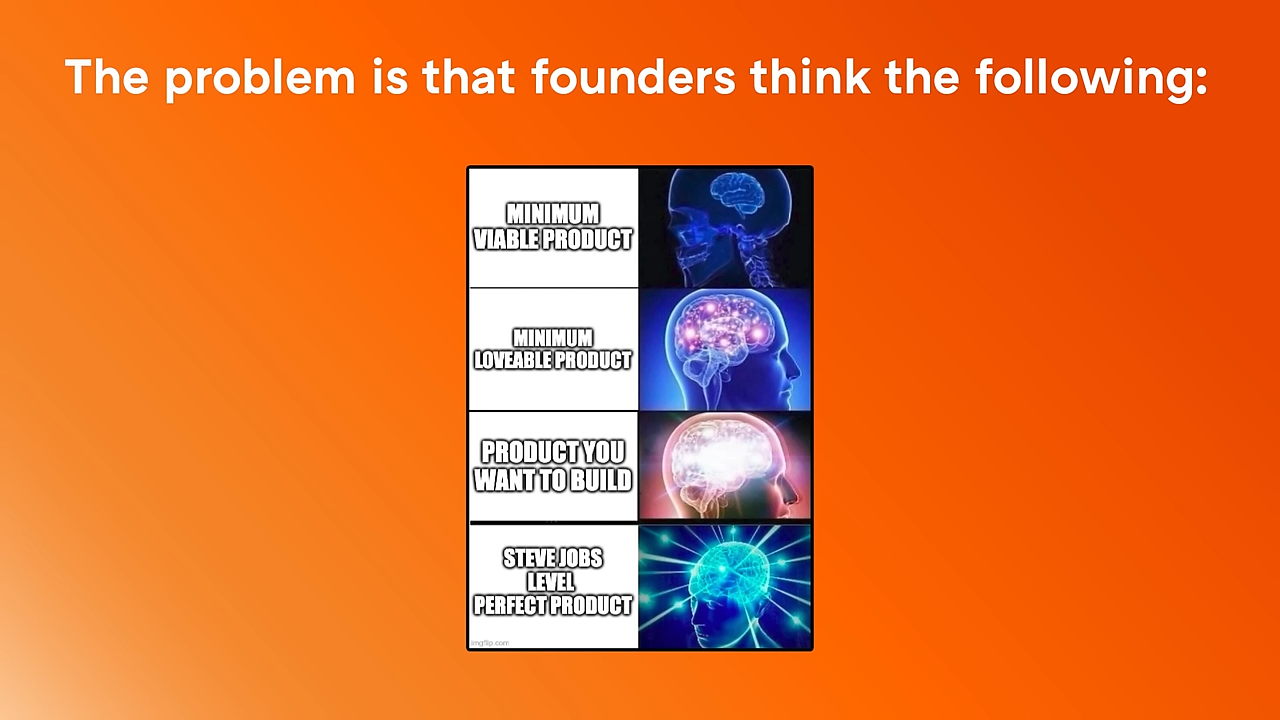 The problem is that founders think the following:
MINIMUM
VIABLE PRODUCT
MINIMUM
LOVEABLE PRODUCT
PRODUCT YOU
WANT TO BUILD
STEVE JOBS
LEVEL
PERFECT PRODUCT
imgflip.com